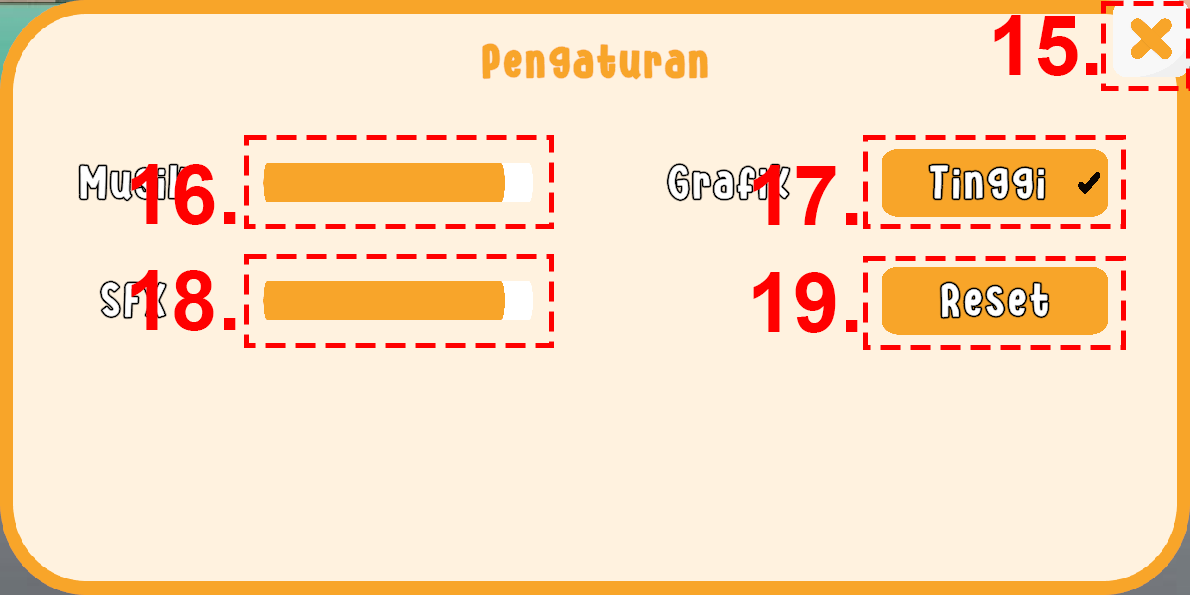 Pengaturan
15.
Musik
16.
Grafik
17.
Tinggi
SFX
18.
19.
Reset